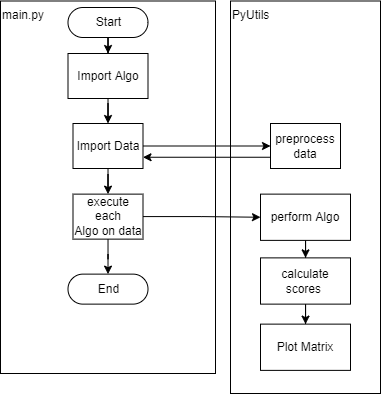 main.py
Start
Import Algo
Import Data
execute
each
Algo on data
End
PyUtils
preprocess
data
perform Algo
calculate
scores
Plot Matrix